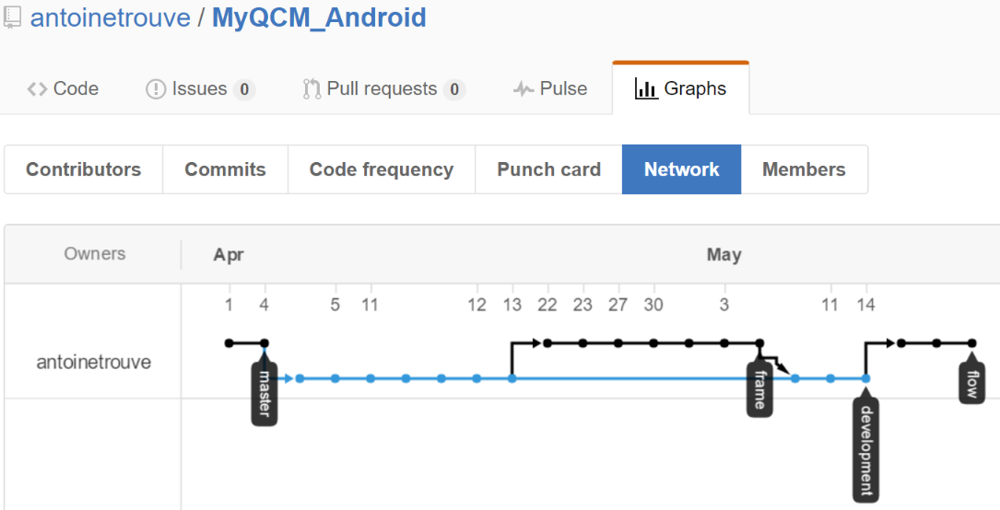 antoinetrouve / MyQCM_Android
Code Issues 0 Pull requests 0 Pulse Graphs
Contributors Commits Code frequency Punch card Network Members
Owners Apr May
1 4 5 11 12 13 22 23 27 30 3 11 14
antoinetrouve
master
frame
development
flow